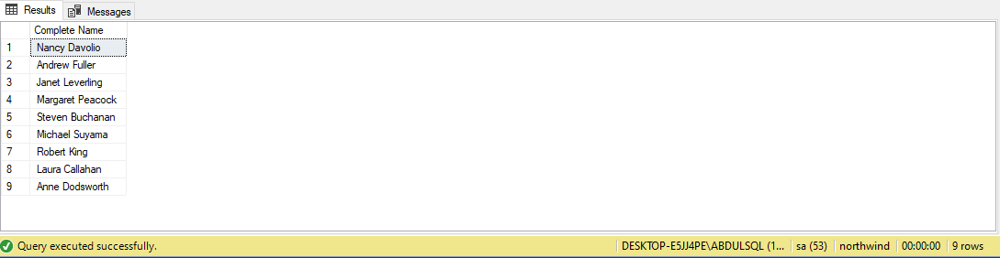 Results Messages
Complete Name
1 Nancy Davolio
2 Andrew Fuller
3 Janet Leverling
4 Margaret Peacock
5 Steven Buchanan
6 Michael Suyama
7 Robert King
8 Laura Callahan
9 Anne Dodsworth
Query executed successfully. DESKTOP-E5JJ4PE\ABDULSQL (1... sa (53) northwind 00:00:00 9 rows